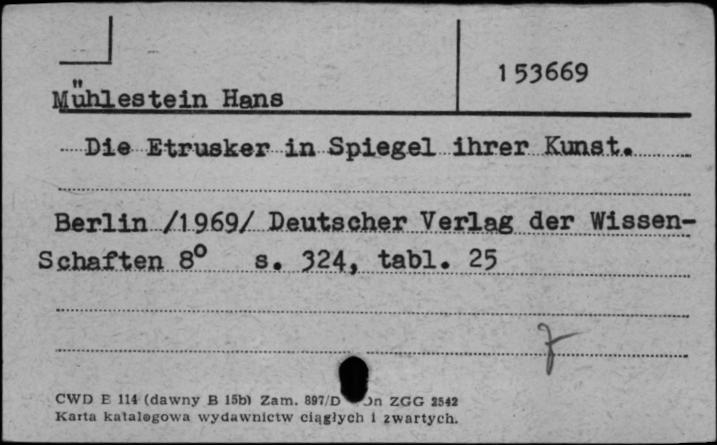 153669
Mühlestein Hans
Die Etrusker in Spiegel ihrer Kunst.
Berlin /1969/ Deutscher Verlag der Wissen-
Schaften 8° s. 324, tabl. 25
CWD E 114 (dawny B 15b) Zam. 897/D ZGG 2542
Karta katalogowa wydawnictw ciągłych i zwartych.